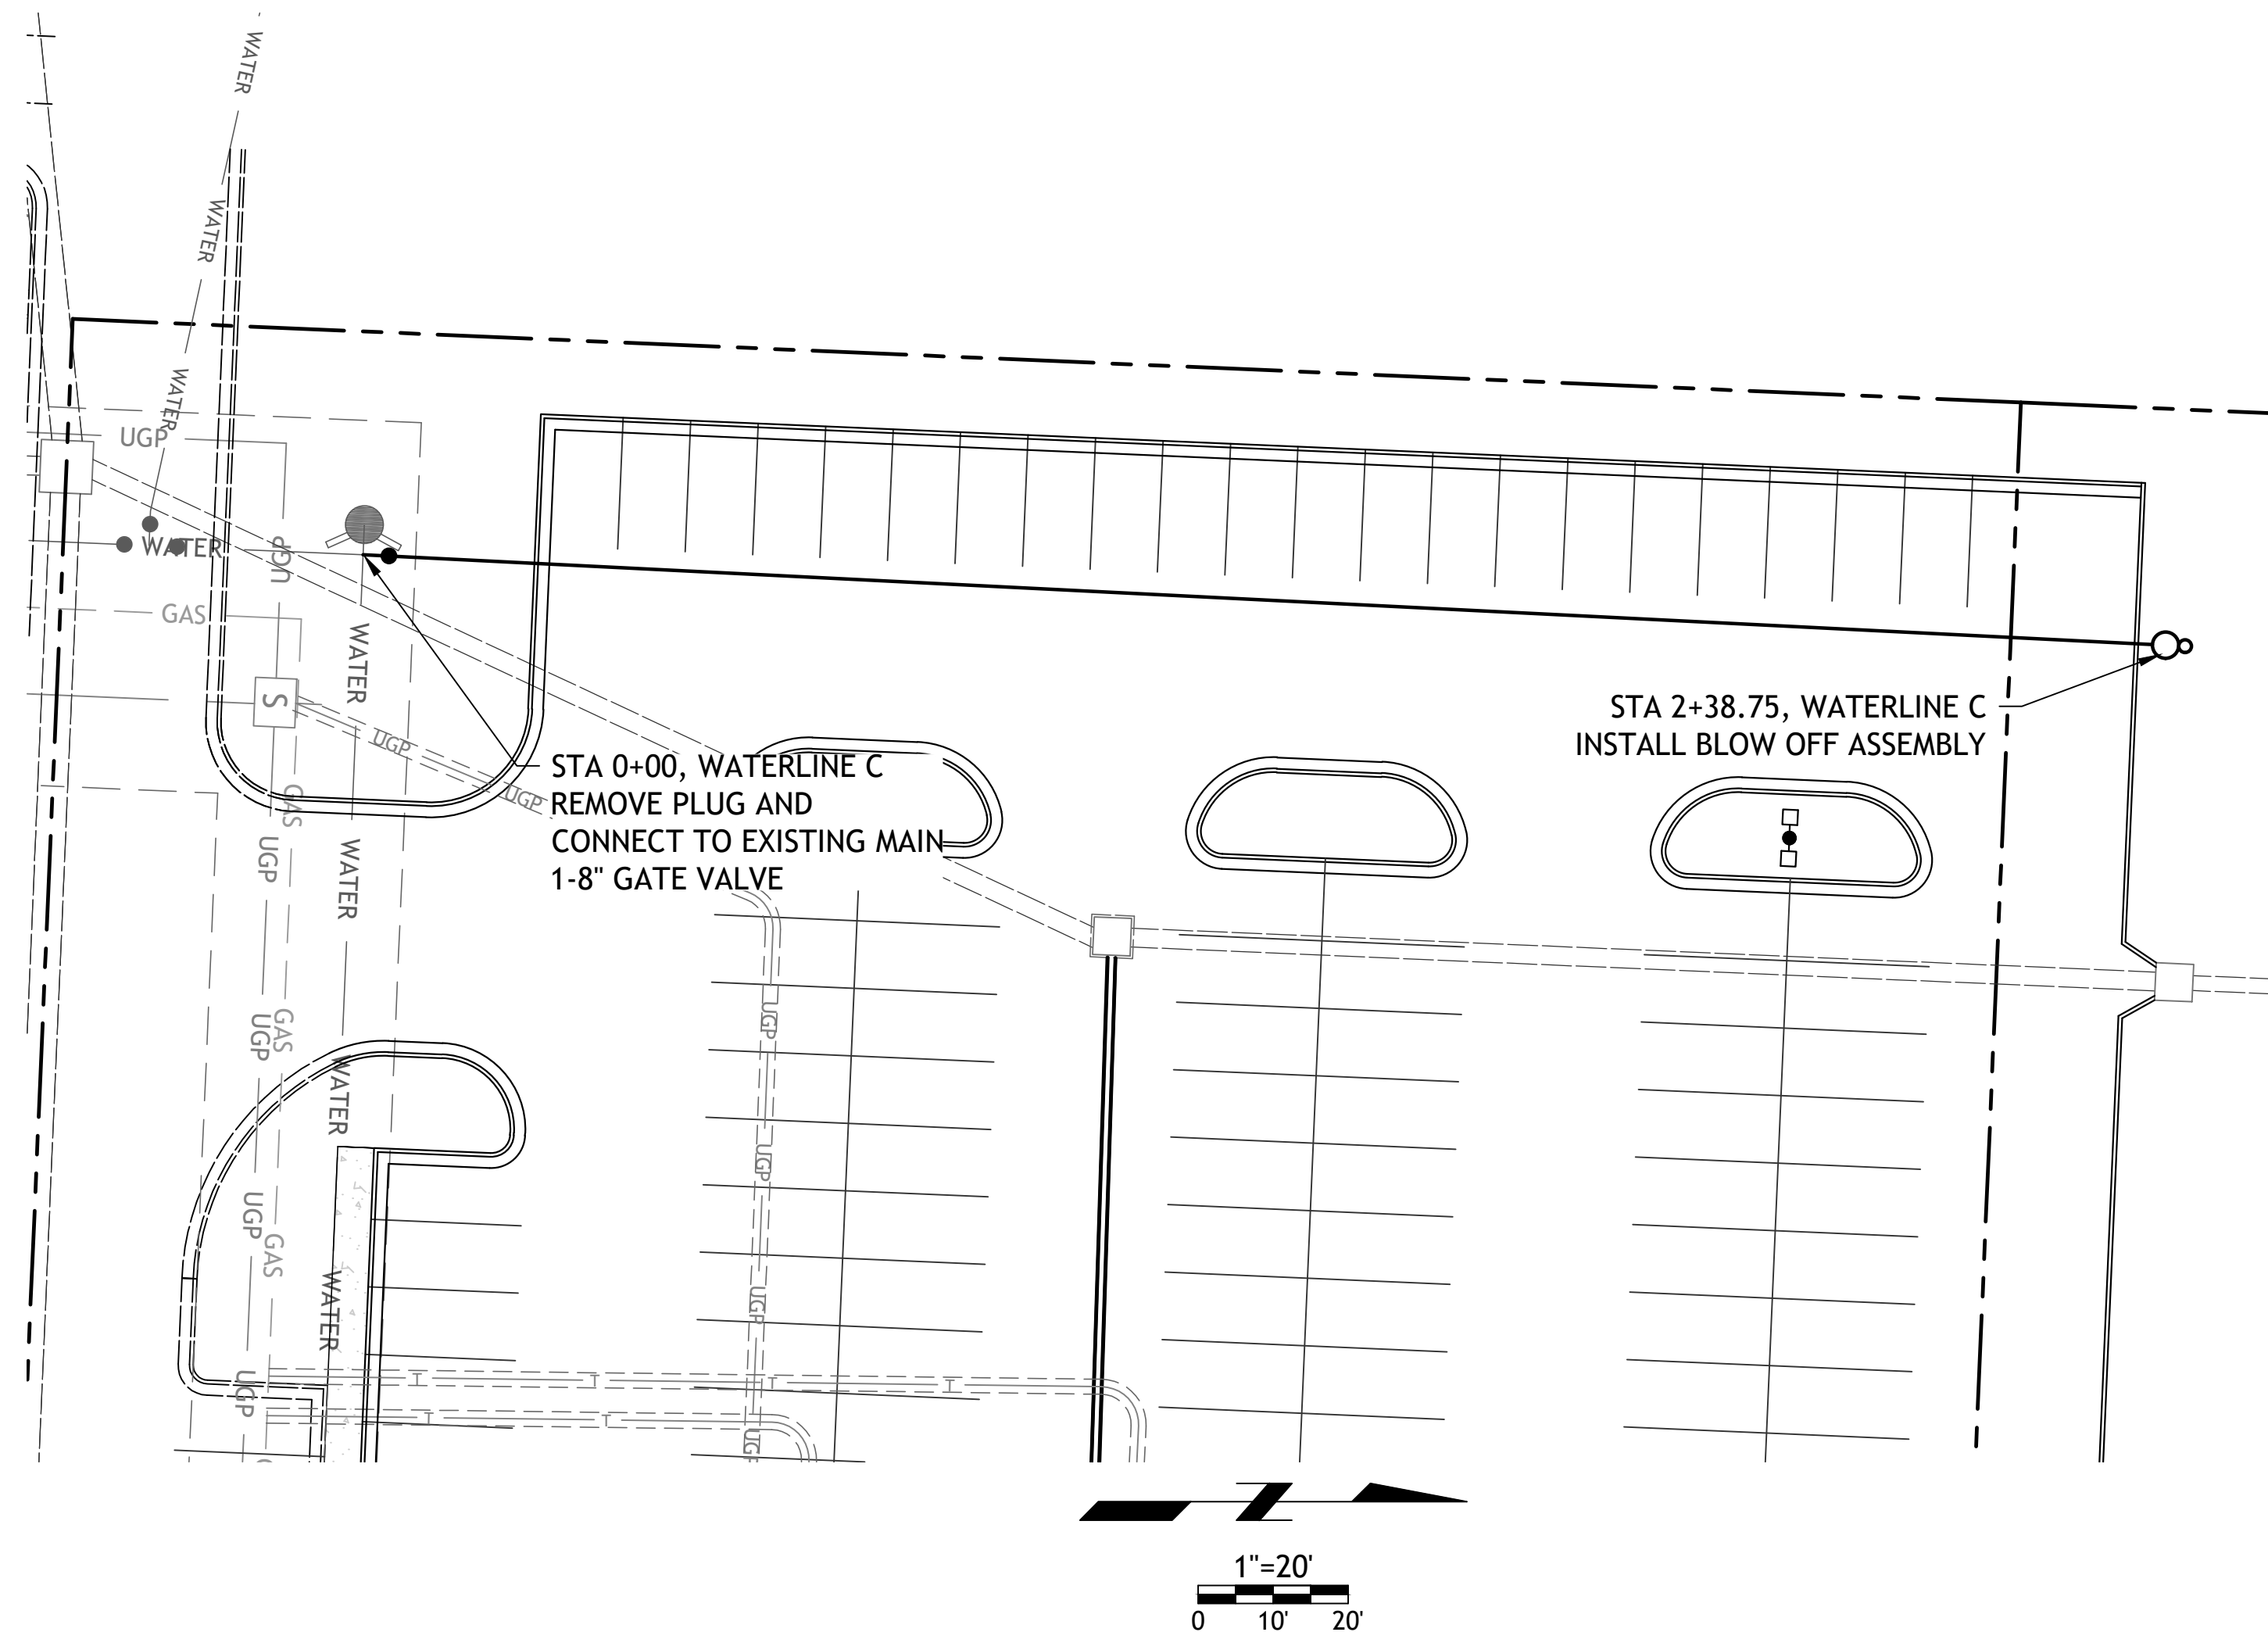 WATER
WATER
WATER
UGP
WATER
UGP
GAS
WATER
S
UGP
STA 2+38.75, WATERLINE C
INSTALL BLOW OFF ASSEMBLY
STA 0+00, WATERLINE C
REMOVE PLUG AND
CONNECT TO EXISTING MAIN
1-8" GATE VALVE
UGP
GAS
UGP
WATER
UGP
GAS
UGP
WATER
UGP
UGP
GAS
WATER
UGP
UGP
T
T
T
T
T
T
Z
1"=20'
0 10' 20'